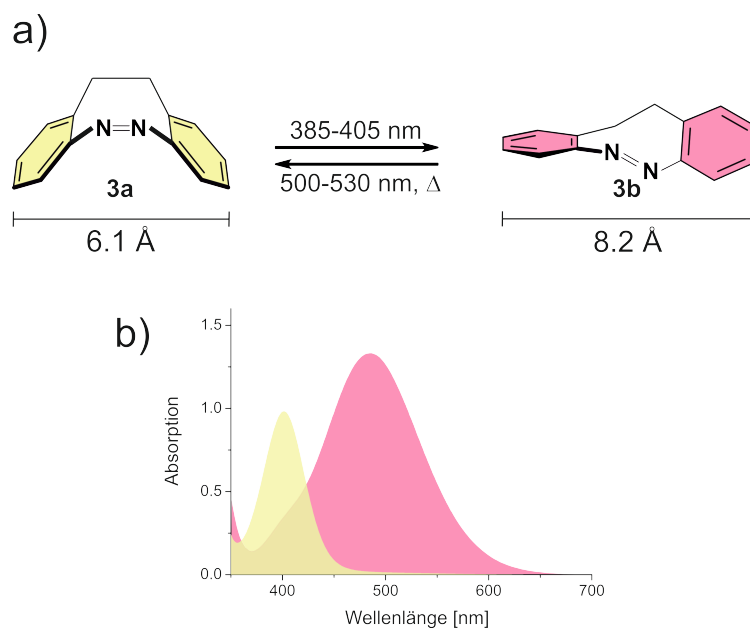 a)
N=N
3a
6.1 Å
385-405 nm
500-530 nm, Δ
N=N
3b
8.2 Å
b)
Absorption
1.5
1.0
0.5
0.0
400
500
600
700
Wellenlänge [nm]